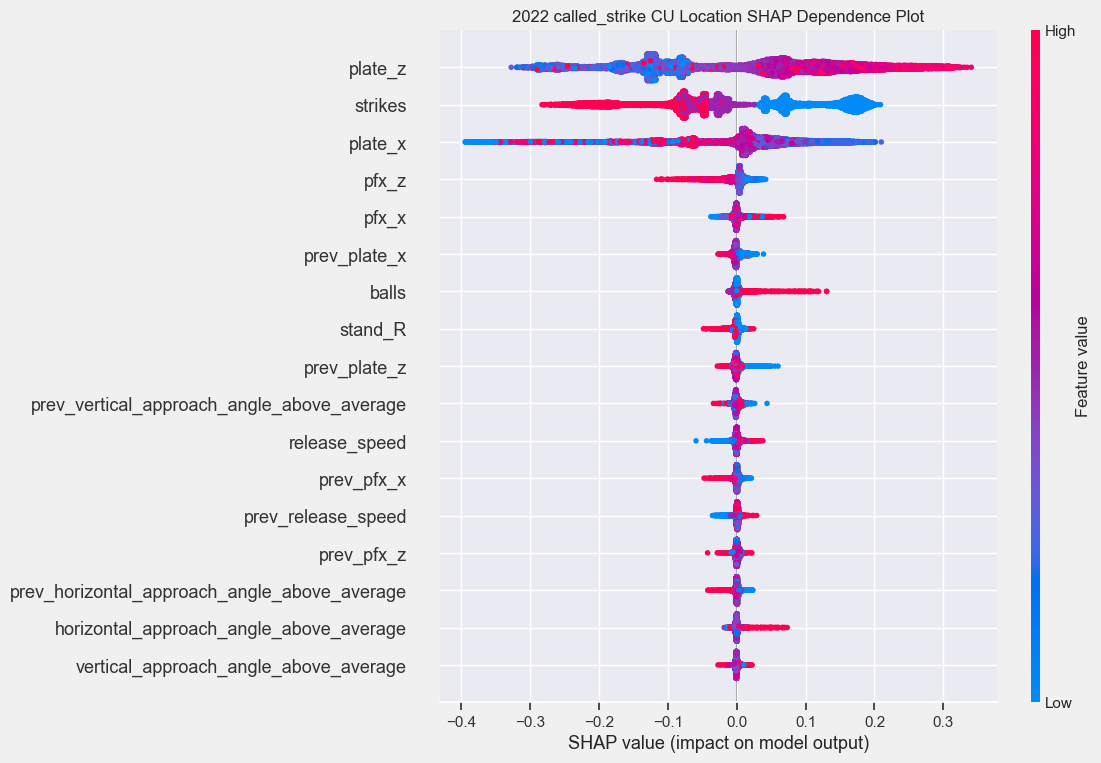 2022 called_strike CU Location SHAP Dependence Plot
High
plate_z
strikes
plate_x
pfx_z
pfx_x
prev_plate_x
balls
stand_R
prev_plate_z
prev_vertical_approach_angle_above_average
release_speed
prev_pfx_x
prev_release_speed
prev_pfx_z
prev_horizontal_approach_angle_above_average
horizontal_approach_angle_above_average
vertical_approach_angle_above_average
Feature value
Low
−0.4 −0.3 −0.2 −0.1 0.0 0.1 0.2 0.3
SHAP value (impact on model output)